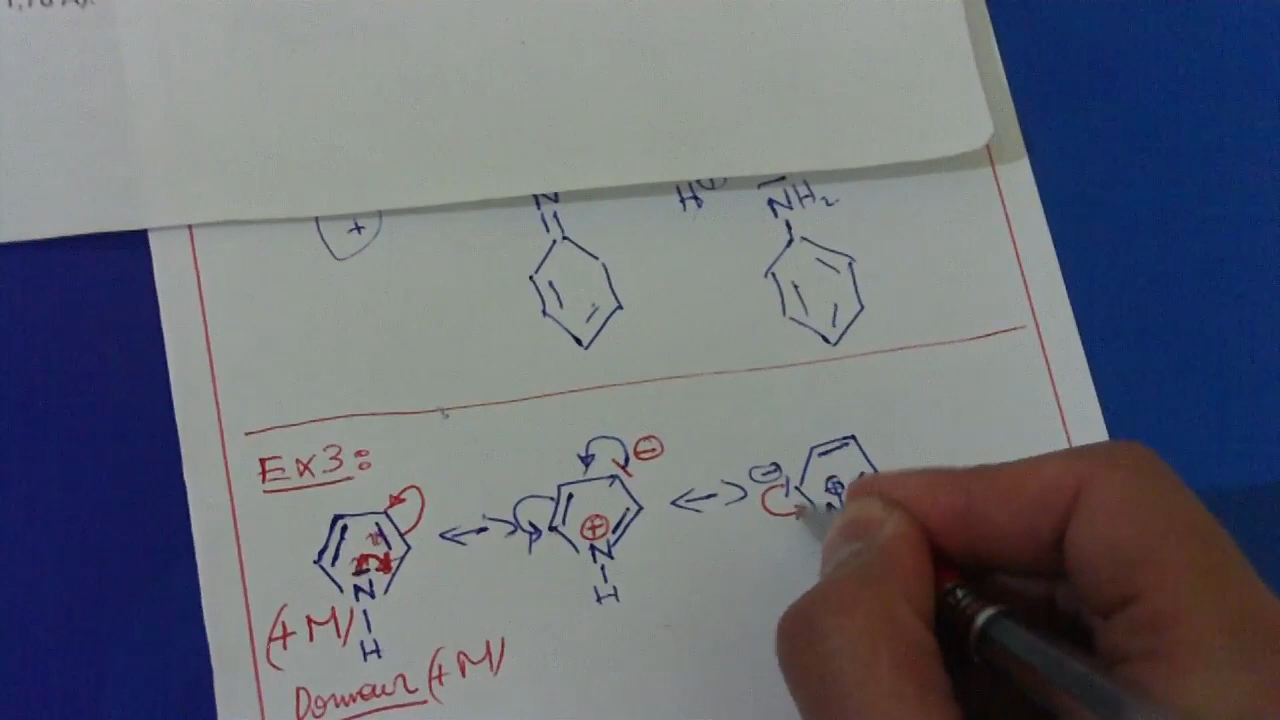 +
N H⊕ NH₂
Ex3:
⊖ ⊖
⊕ ⊕
N N
H H
(+M)
Donneur (+M)